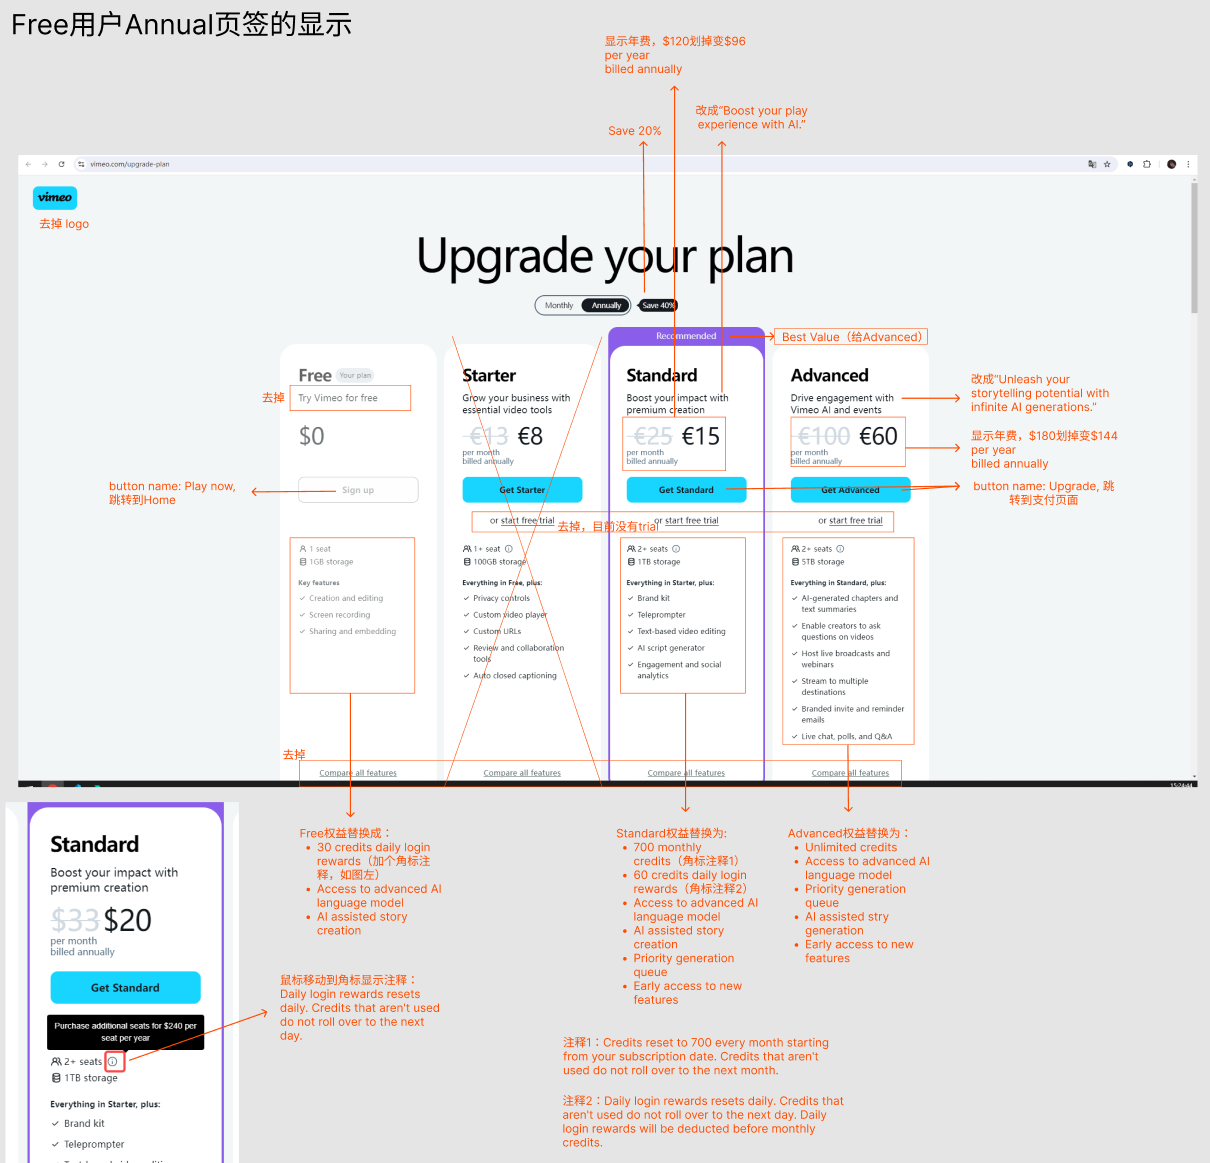 Free用户Annual页签的显示
显示年费，$120划掉变$96
per year
billed annually
改成"Boost your play
experience with AI."
Save 20%
vimeo.com/upgrade-plan
vimeo
去掉 logo
Upgrade your plan
Monthly
Annually
Save 40%
Recommended
Best Value（给Advanced）
Free
Your plan
去掉
Try Vimeo for free
$0
button name: Play now,
跳转到Home
Sign up
1 seat
1GB storage
Key features
Creation and editing
Screen recording
Sharing and embedding
去掉
Compare all features
Starter
Grow your business with
essential video tools
€13 €8
per month
billed annually
Get Starter
or start free trial
去掉，目前没有trial
1+ seat
100GB storage
Everything in Free, plus:
Privacy controls
Custom video player
Custom URLs
Review and collaboration
tools
Auto closed captioning
Compare all features
Standard
Boost your impact with
premium creation
€25 €15
per month
billed annually
Get Standard
or start free trial
2+ seats
1TB storage
Everything in Starter, plus:
Brand kit
Teleprompter
Text-based video editing
AI script generator
Engagement and social
analytics
Compare all features
Advanced
Drive engagement with
Vimeo AI and events
€100 €60
per month
billed annually
Get Advanced
or start free trial
2+ seats
5TB storage
Everything in Standard, plus:
AI-generated chapters and
text summaries
Enable creators to ask
questions on videos
Host live broadcasts and
webinars
Stream to multiple
destinations
Branded invite and reminder
emails
Live chat, polls, and Q&A
Compare all features
改成"Unleash your
storytelling potential with
infinite AI generations."
显示年费，$180划掉变$144
per year
billed annually
button name: Upgrade, 跳
转到支付页面
15:24:44
Standard
Boost your impact with
premium creation
$33 $20
per month
billed annually
Get Standard
Purchase additional seats for $240 per
seat per year
2+ seats
1TB storage
Everything in Starter, plus:
Brand kit
Teleprompter
Free权益替换成：
30 credits daily login
rewards（加个角标注
释，如图左）
Access to advanced AI
language model
AI assisted story
creation
鼠标移动到角标显示注释：
Daily login rewards resets
daily. Credits that aren't used
do not roll over to the next
day.
Standard权益替换为:
700 monthly
credits（角标注释1）
60 credits daily login
rewards（角标注释2）
Access to advanced AI
language model
AI assisted story
creation
Priority generation
queue
Early access to new
features
Advanced权益替换为：
Unlimited credits
Access to advanced AI
language model
Priority generation
queue
AI assisted stry
generation
Early access to new
features
注释1：Credits reset to 700 every month starting
from your subscription date. Credits that aren't
used do not roll over to the next month.
注释2：Daily login rewards resets daily. Credits that
aren't used do not roll over to the next day. Daily
login rewards will be deducted before monthly
credits.